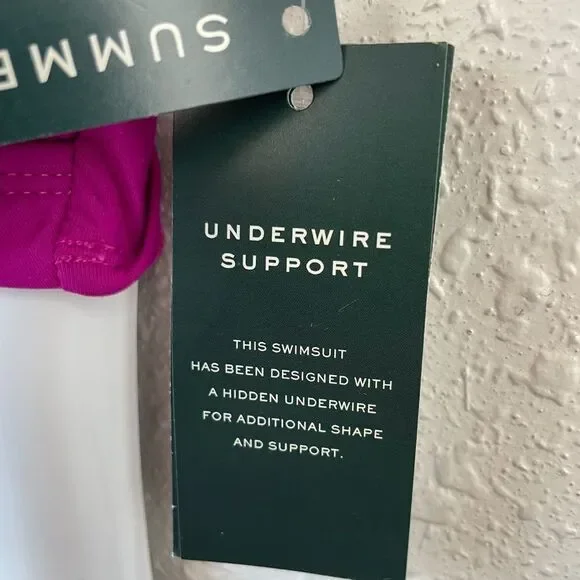 SUMME
UNDERWIRE
SUPPORT
THIS SWIMSUIT
HAS BEEN DESIGNED WITH
A HIDDEN UNDERWIRE
FOR ADDITIONAL SHAPE
AND SUPPORT.